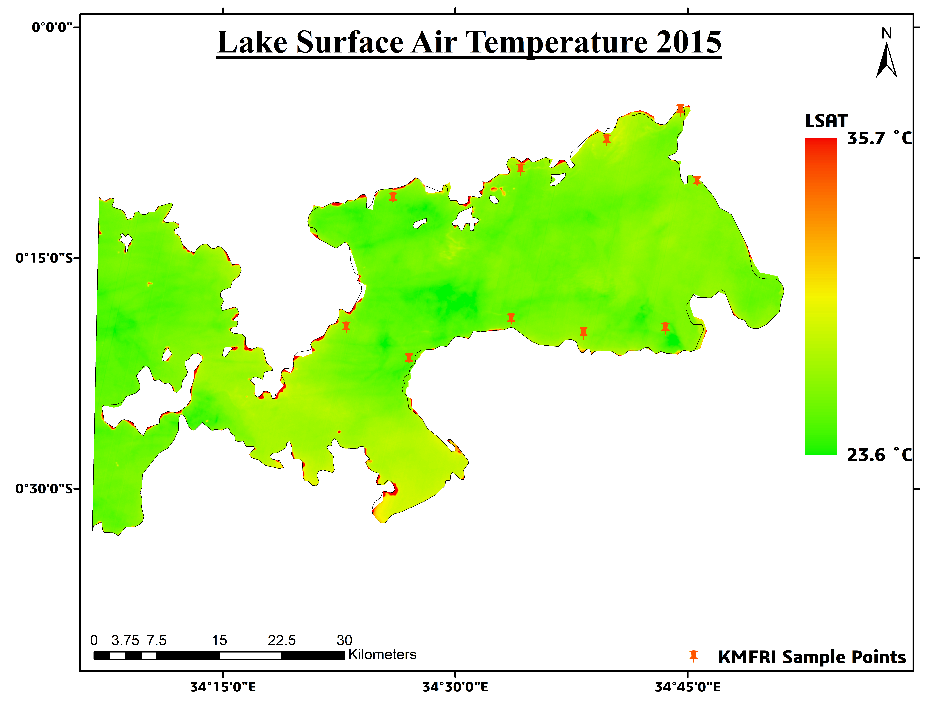 Lake Surface Air Temperature 2015
N
0°0'0"
0°15'0"S
0°30'0"S
LSAT
35.7 °C
23.6 °C
0 3.75 7.5 15 22.5 30
Kilometers
KMFRI Sample Points
34°15'0"E 34°30'0"E 34°45'0"E